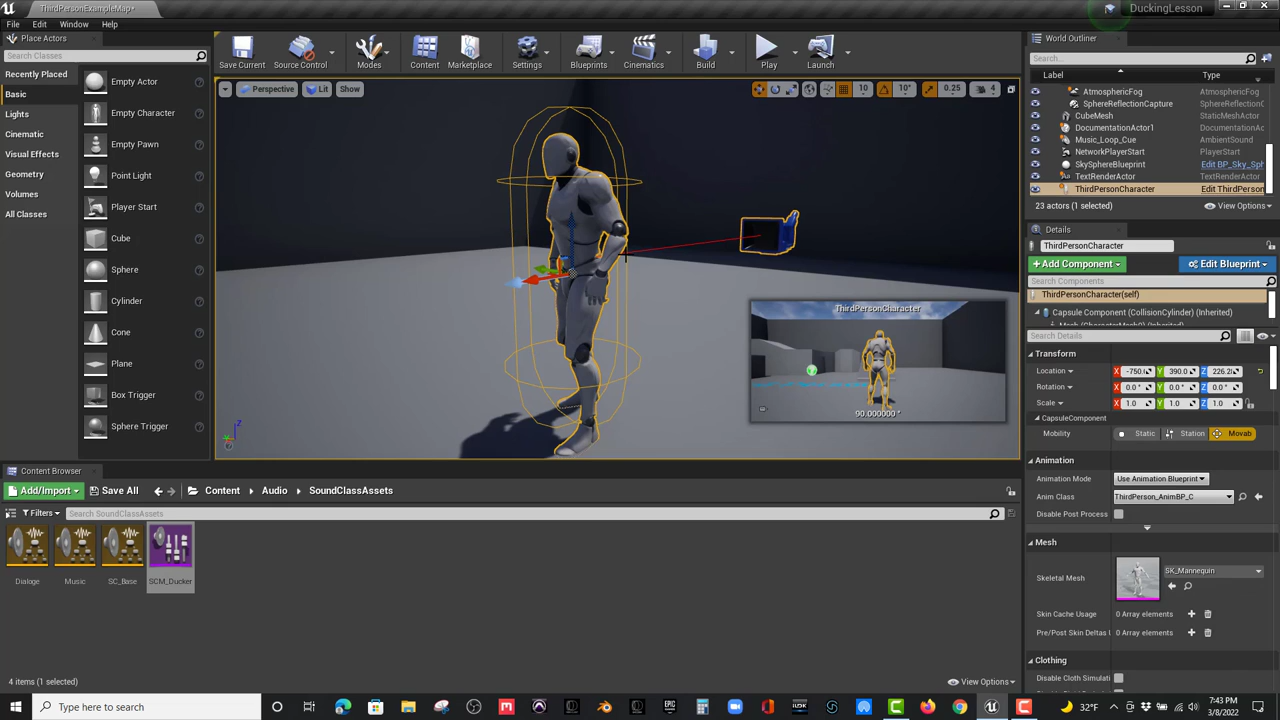 ThirdPersonExampleMap*
DuckingLesson
File Edit Window Help
Place Actors
Search Classes
Recently Placed
Basic
Lights
Cinematic
Visual Effects
Geometry
Volumes
All Classes
Empty Actor
Empty Character
Empty Pawn
Point Light
Player Start
Cube
Sphere
Cylinder
Cone
Plane
Box Trigger
Sphere Trigger
Save Current Source Control Modes Content Marketplace Settings Blueprints Cinematics Build Play Launch
Perspective Lit Show 10 10° 0.25 4
ThirdPersonCharacter
90.000000 °
World Outliner
Search...
Label Type
AtmosphericFog AtmosphericFog
SphereReflectionCapture SphereReflectionC
CubeMesh StaticMeshActor
DocumentationActor1 DocumentationAc
Music_Loop_Cue AmbientSound
NetworkPlayerStart PlayerStart
SkySphereBlueprint Edit BP_Sky_Sph
TextRenderActor TextRenderActor
ThirdPersonCharacter Edit ThirdPerson
23 actors (1 selected) View Options
Details
ThirdPersonCharacter
+Add Component Edit Blueprint
Search Components
ThirdPersonCharacter(self)
Capsule Component (CollisionCylinder) (Inherited)
Mesh (CharacterMesh0) (Inherited)
Search Details
Transform
Location X -750.0 Y 390.0 Z 226.2
Rotation X 0.0 ° Y 0.0 ° Z 0.0 °
Scale X 1.0 Y 1.0 Z 1.0
CapsuleComponent
Mobility Static Station Movab
Animation
Animation Mode Use Animation Blueprint
Anim Class ThirdPerson_AnimBP_C
Disable Post Process
Mesh
Skeletal Mesh SK_Mannequin
Skin Cache Usage 0 Array elements
Pre/Post Skin Deltas 0 Array elements
Clothing
Disable Cloth Simulati
Content Browser
Add/Import Save All Content Audio SoundClassAssets
Filters Search SoundClassAssets
Dialoge Music SC_Base SCM_Ducker
4 items (1 selected) View Options
Type here to search
32°F
7:43 PM
3/8/2022